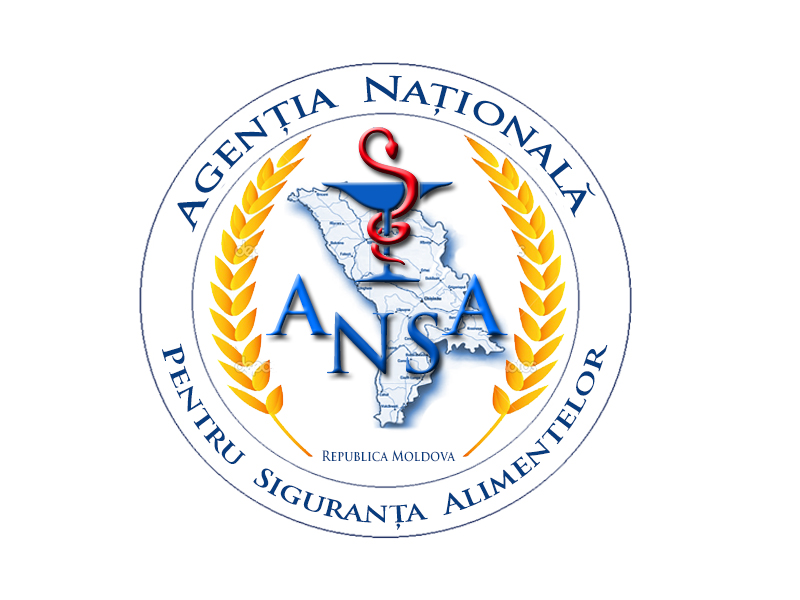 AGENȚIA NAȚIONALĂ
ANSA
REPUBLICA MOLDOVA
PENTRU SIGURANȚA ALIMENTELOR